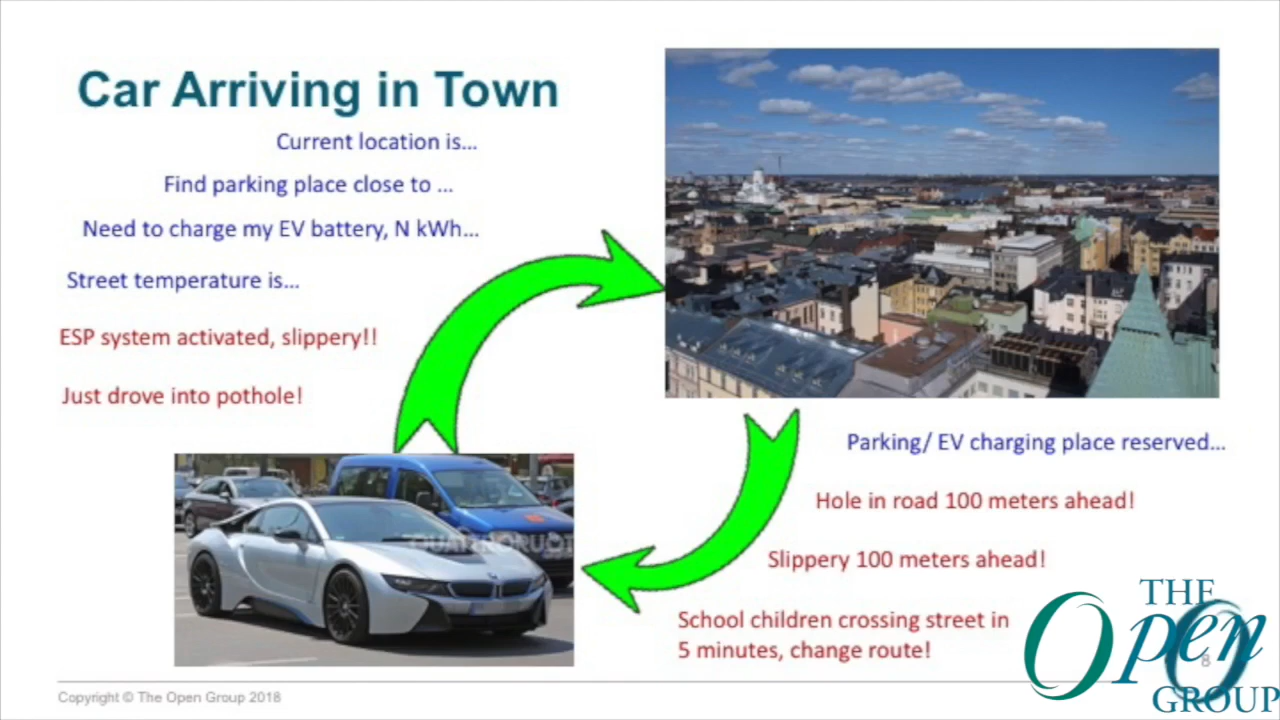 Car Arriving in Town
Current location is...
Find parking place close to ...
Need to charge my EV battery, N kWh...
Street temperature is...
ESP system activated, slippery!!
Just drove into pothole!
QUATTRORUOT
Parking/ EV charging place reserved...
Hole in road 100 meters ahead!
Slippery 100 meters ahead!
School children crossing street in
5 minutes, change route!
THE
Open
GROUP
8
Copyright © The Open Group 2018